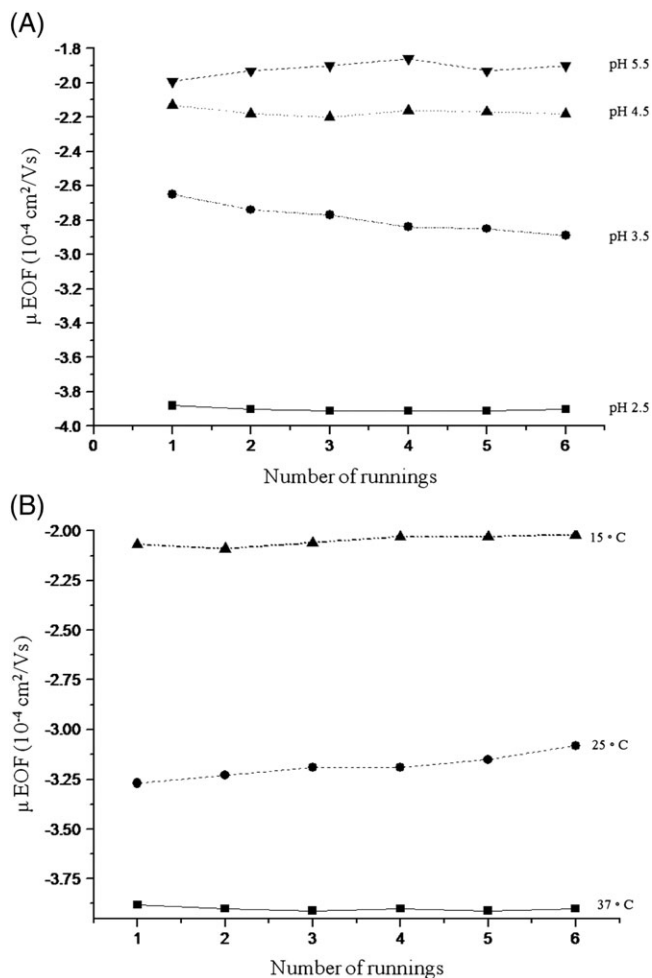 (A)
-1.8
-2.0
-2.2
-2.4
-2.6
-2.8
-3.0
-3.2
-3.4
-3.6
-3.8
-4.0
μ EOF (10⁻⁴ cm²/Vs)
pH 5.5
pH 4.5
pH 3.5
pH 2.5
0 1 2 3 4 5 6
Number of runnings
(B)
-2.00
-2.25
-2.50
-2.75
-3.00
-3.25
-3.50
-3.75
μ EOF (10⁻⁴ cm²/Vs)
15 ° C
25 ° C
37 ° C
1 2 3 4 5 6
Number of runnings